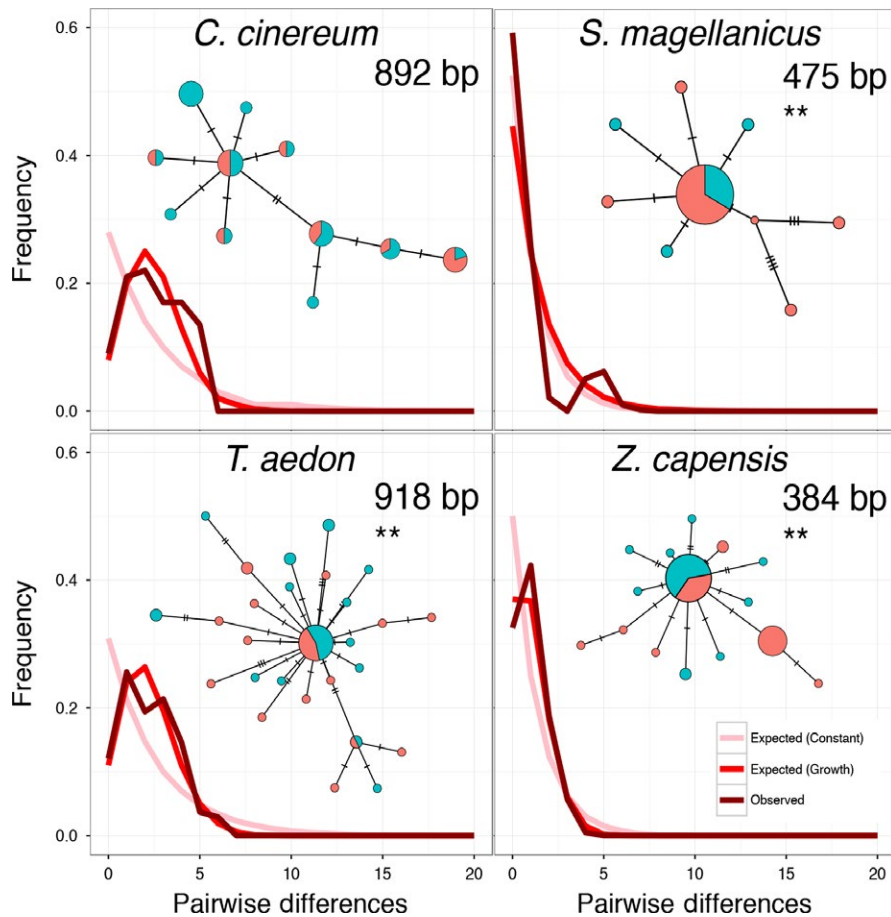 C. cinereum
892 bp
S. magellanicus
475 bp
**
0.6
0.4
0.2
0.0
Frequency
T. aedon
918 bp
**
Z. capensis
384 bp
**
0.6
0.4
0.2
0.0
Frequency
Expected (Constant)
Expected (Growth)
Observed
0 5 10 15 20
0 5 10 15 20
Pairwise differences
Pairwise differences